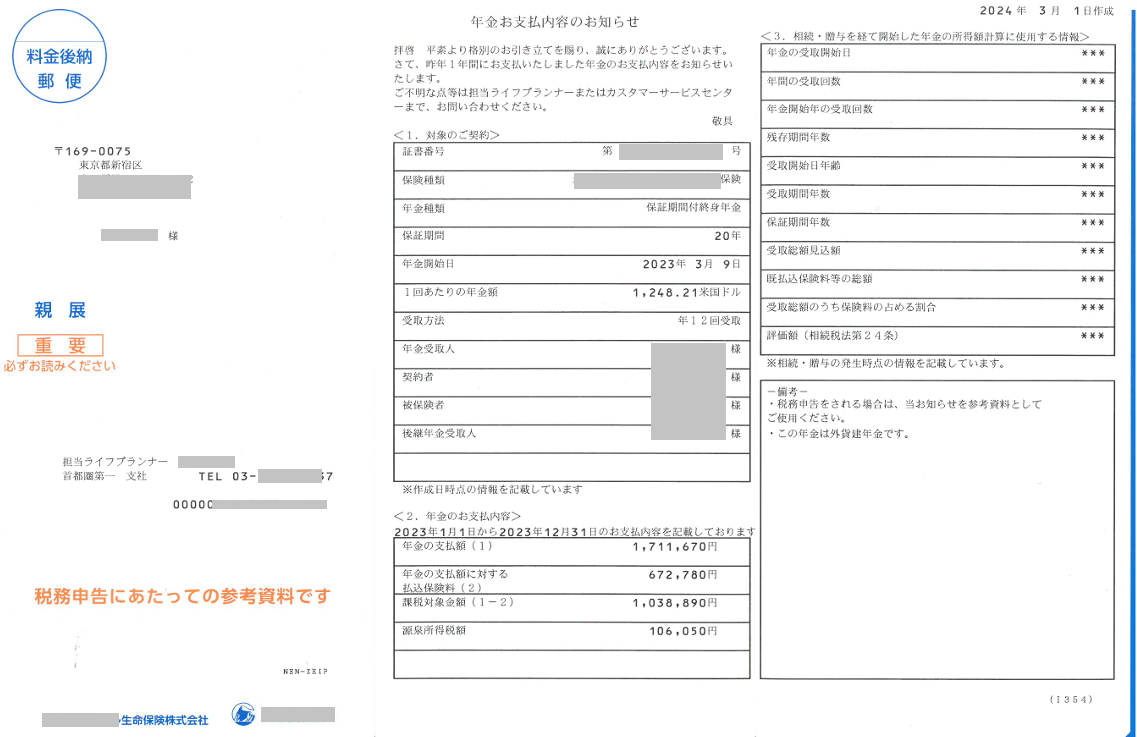 料金後納
郵便
〒169-0075
東京都新宿区
様
親展
重要
必ずお読みください
担当ライフプランナー
首都圏第一 支社 TEL 03- 37
00000
税務申告にあたっての参考資料です
NEN-ZEIP
生命保険株式会社
年金お支払内容のお知らせ
拝啓 平素より格別のお引き立てを賜り、誠にありがとうございます。
さて、昨年1年間にお支払いたしました年金のお支払内容をお知らせい
たします。
ご不明な点等は担当ライフプランナーまたはカスタマーサービスセンタ
ーまで、お問い合わせください。
敬具
<1.対象のご契約>
証書番号 第 号
保険種類 保険
年金種類 保証期間付終身年金
保証期間 20年
年金開始日 2023年 3月 9日
1回あたりの年金額 1,248.21米国ドル
受取方法 年12回受取
年金受取人 様
契約者 様
被保険者 様
後継年金受取人 様
※作成日時点の情報を記載しています
<2.年金のお支払内容>
2023年1月1日から2023年12月31日のお支払内容を記載しております
年金の支払額(1) 1,711,670円
年金の支払額に対する 672,780円
払込保険料(2)
課税対象金額(1-2) 1,038,890円
源泉所得税額 106,050円
2024年 3月 1日作成
<3.相続・贈与を経て開始した年金の所得額計算に使用する情報>
年金の受取開始日 ***
年間の受取回数 ***
年金開始年の受取回数 ***
残存期間年数 ***
受取開始日年齢 ***
受取期間年数 ***
保証期間年数 ***
受取総額見込額 ***
既払込保険料等の総額 ***
受取総額のうち保険料の占める割合 ***
評価額(相続税法第24条) ***
※相続・贈与の発生時点の情報を記載しています。
-備考-
・税務申告をされる場合は、当お知らせを参考資料として
ご使用ください。
・この年金は外貨建年金です。
(1354)